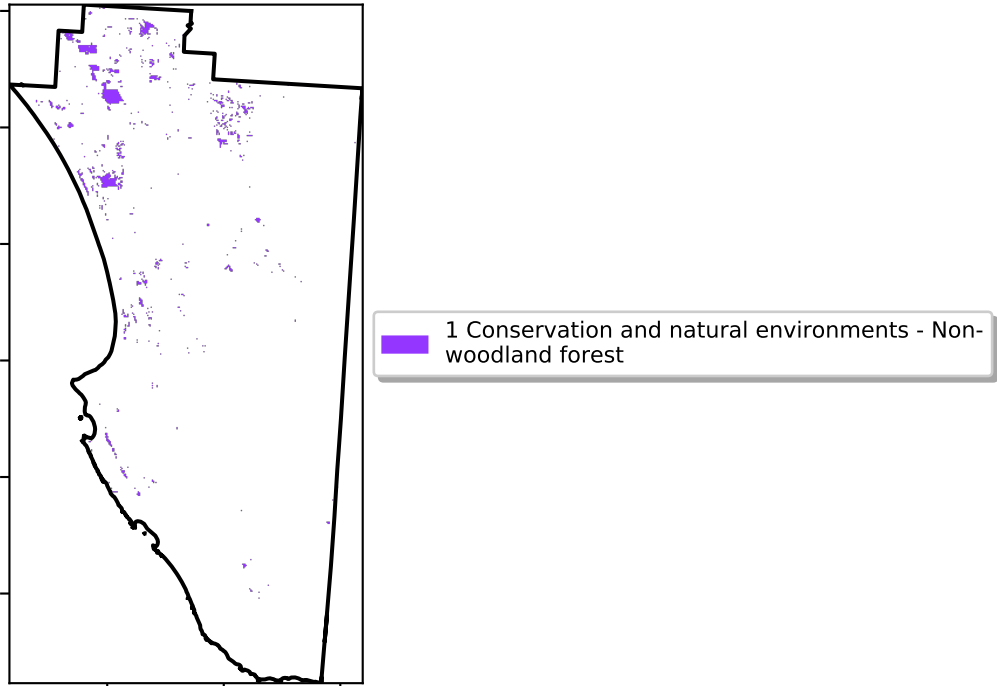 1 Conservation and natural environments - Non-
woodland forest